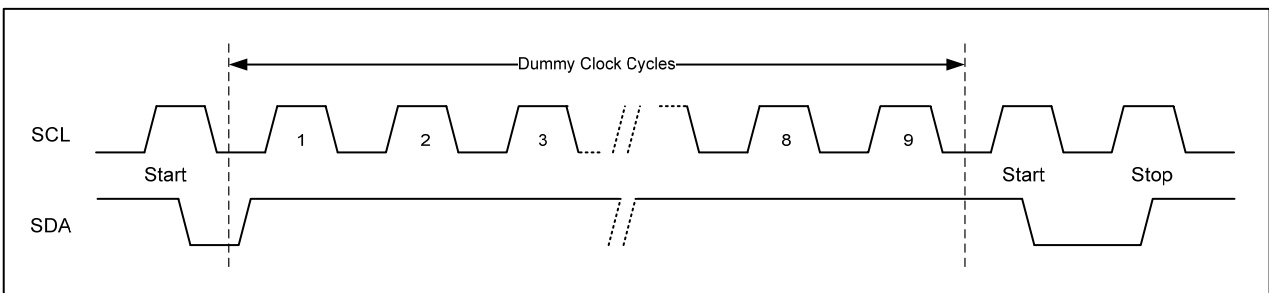 Dummy Clock Cycles
SCL
1 2 3 8 9
Start Start Stop
SDA